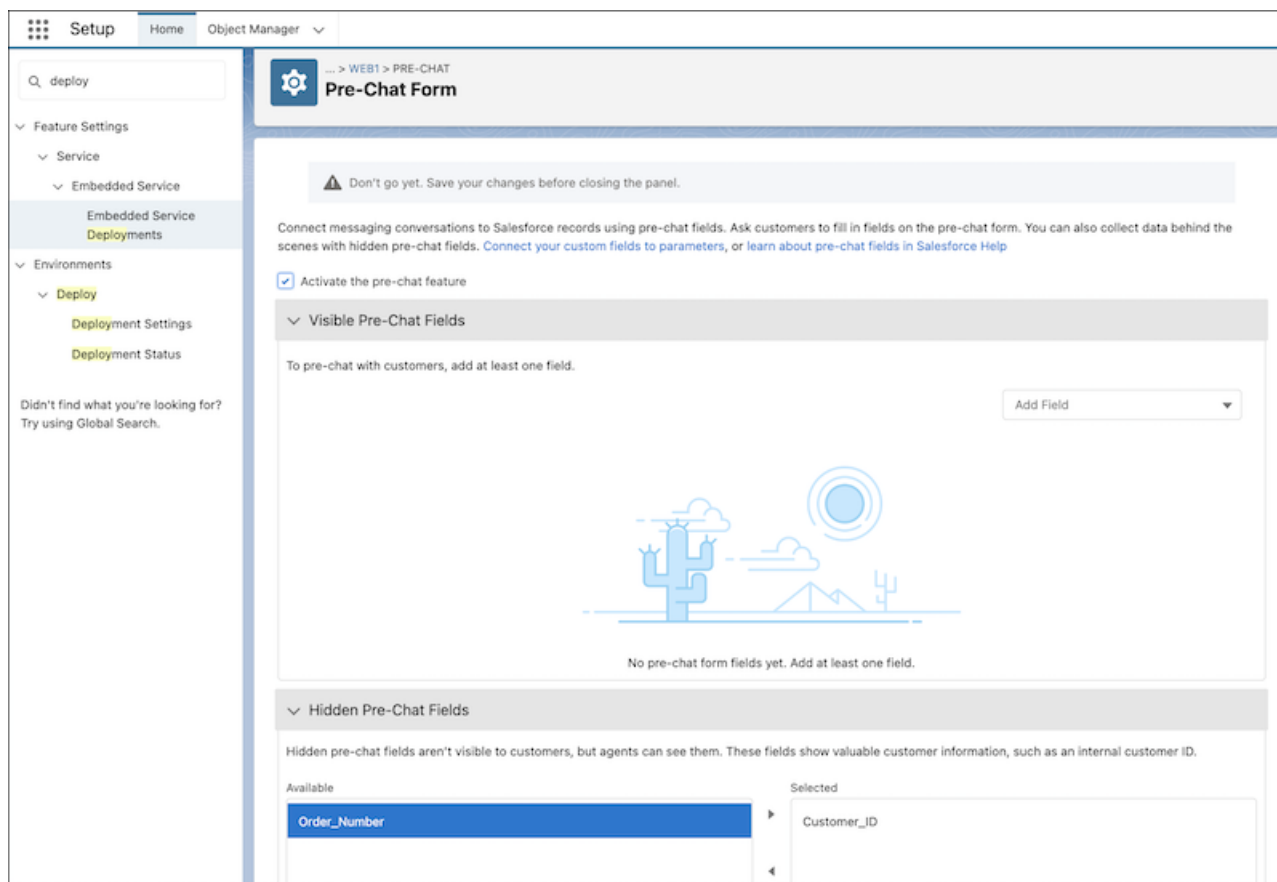 Setup
Home
Object Manager
deploy
... > WEB1 > PRE-CHAT
Pre-Chat Form
Feature Settings
Service
Embedded Service
Embedded Service
Deployments
Environments
Deploy
Deployment Settings
Deployment Status
Didn't find what you're looking for?
Try using Global Search.
Don't go yet. Save your changes before closing the panel.
Connect messaging conversations to Salesforce records using pre-chat fields. Ask customers to fill in fields on the pre-chat form. You can also collect data behind the
scenes with hidden pre-chat fields. Connect your custom fields to parameters, or learn about pre-chat fields in Salesforce Help
Activate the pre-chat feature
Visible Pre-Chat Fields
To pre-chat with customers, add at least one field.
Add Field
No pre-chat form fields yet. Add at least one field.
Hidden Pre-Chat Fields
Hidden pre-chat fields aren't visible to customers, but agents can see them. These fields show valuable customer information, such as an internal customer ID.
Available
Selected
Order_Number
Customer_ID